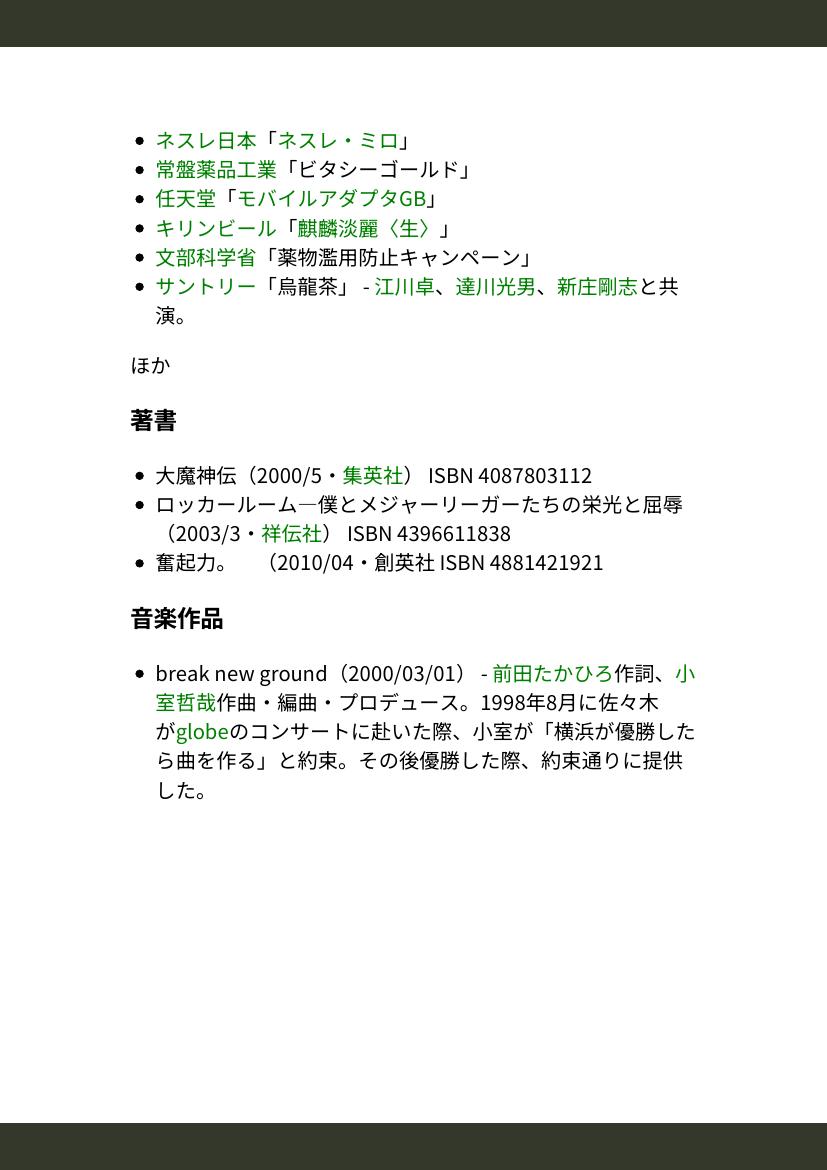 ネスレ日本「ネスレ・ミロ」
常盤薬品工業「ビタシーゴールド」
任天堂「モバイルアダプタGB」
キリンビール「麒麟淡麗〈生〉」
文部科学省「薬物濫用防止キャンペーン」
サントリー「烏龍茶」 - 江川卓、達川光男、新庄剛志と共
演。
ほか
著書
大魔神伝（2000/5・集英社） ISBN 4087803112
ロッカールーム―僕とメジャーリーガーたちの栄光と屈辱
（2003/3・祥伝社） ISBN 4396611838
奮起力。　（2010/04・創英社 ISBN 4881421921
音楽作品
break new ground（2000/03/01） - 前田たかひろ作詞、小
室哲哉作曲・編曲・プロデュース。1998年8月に佐々木
がglobeのコンサートに赴いた際、小室が「横浜が優勝した
ら曲を作る」と約束。その後優勝した際、約束通りに提供
した。